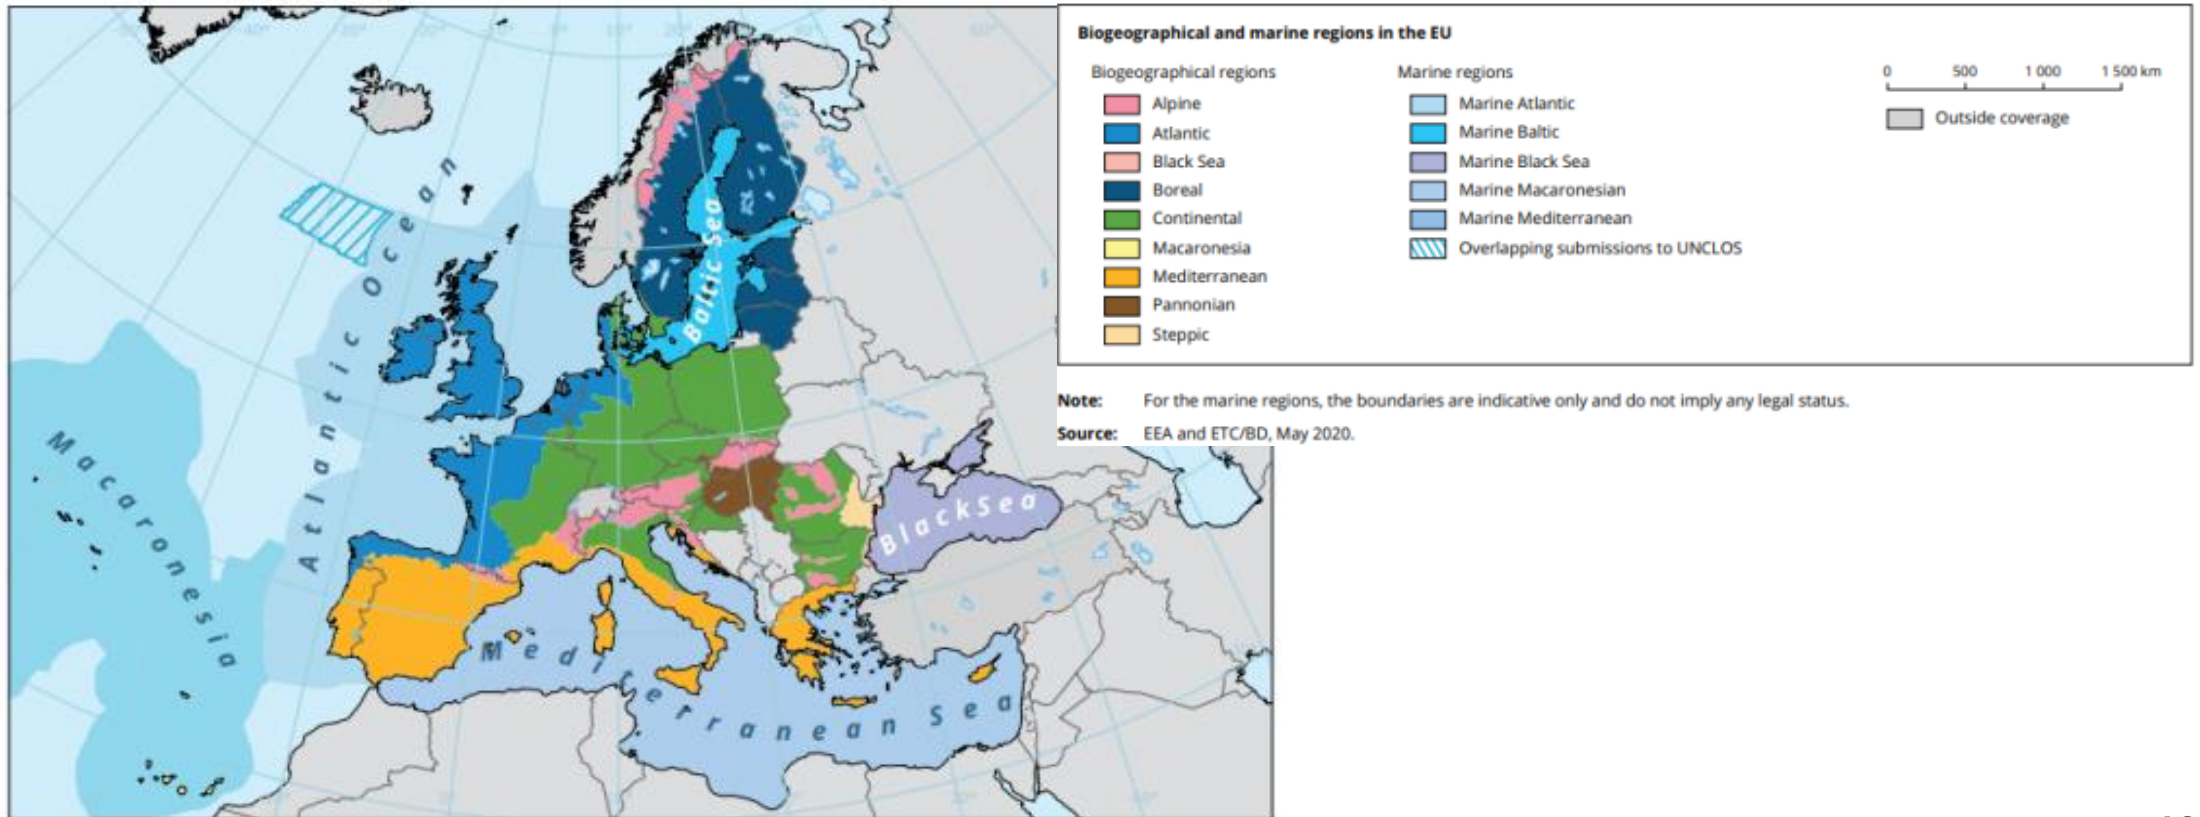 Atlantic Ocean
Macaronesia
Baltic Sea
Black Sea
Mediterranean Sea
Biogeographical and marine regions in the EU
Biogeographical regions
Alpine
Atlantic
Black Sea
Boreal
Continental
Macaronesia
Mediterranean
Pannonian
Steppic
Marine regions
Marine Atlantic
Marine Baltic
Marine Black Sea
Marine Macaronesian
Marine Mediterranean
Overlapping submissions to UNCLOS
0 500 1 000 1 500 km
Outside coverage
Note: For the marine regions, the boundaries are indicative only and do not imply any legal status.
Source: EEA and ETC/BD, May 2020.